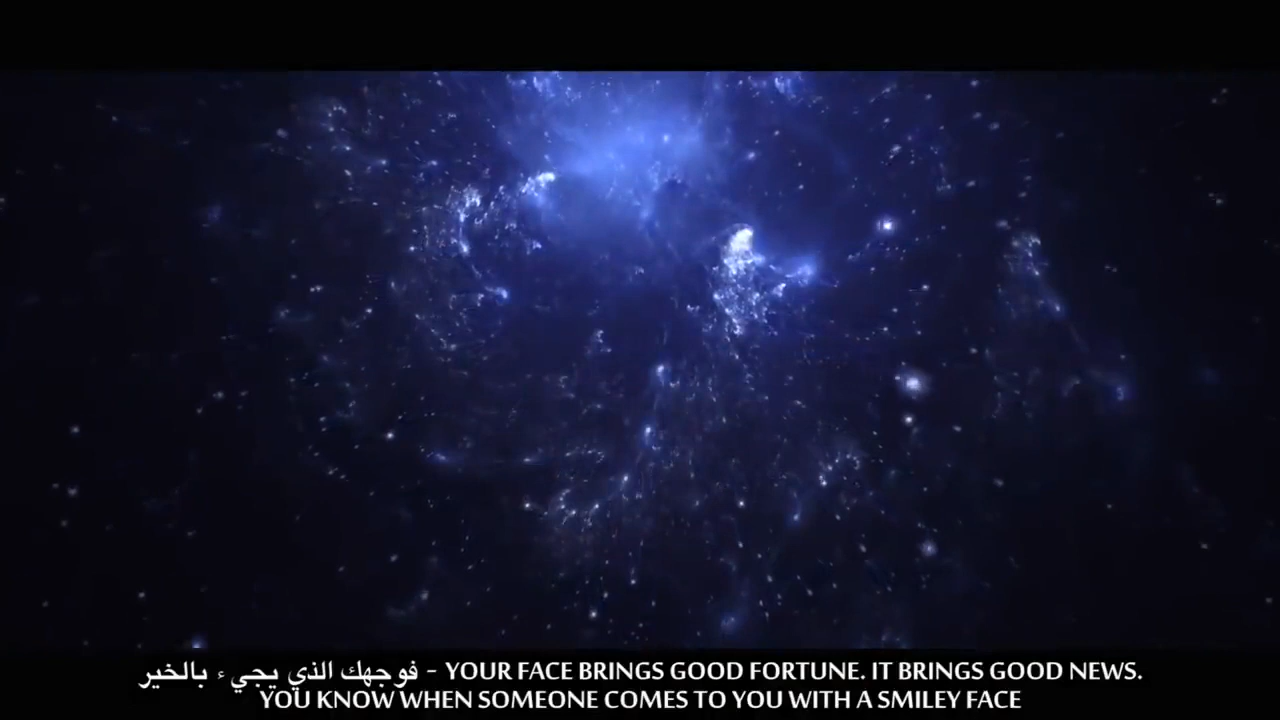 فوجهك الذي يجيء بالخير - YOUR FACE BRINGS GOOD FORTUNE. IT BRINGS GOOD NEWS.
YOU KNOW WHEN SOMEONE COMES TO YOU WITH A SMILEY FACE